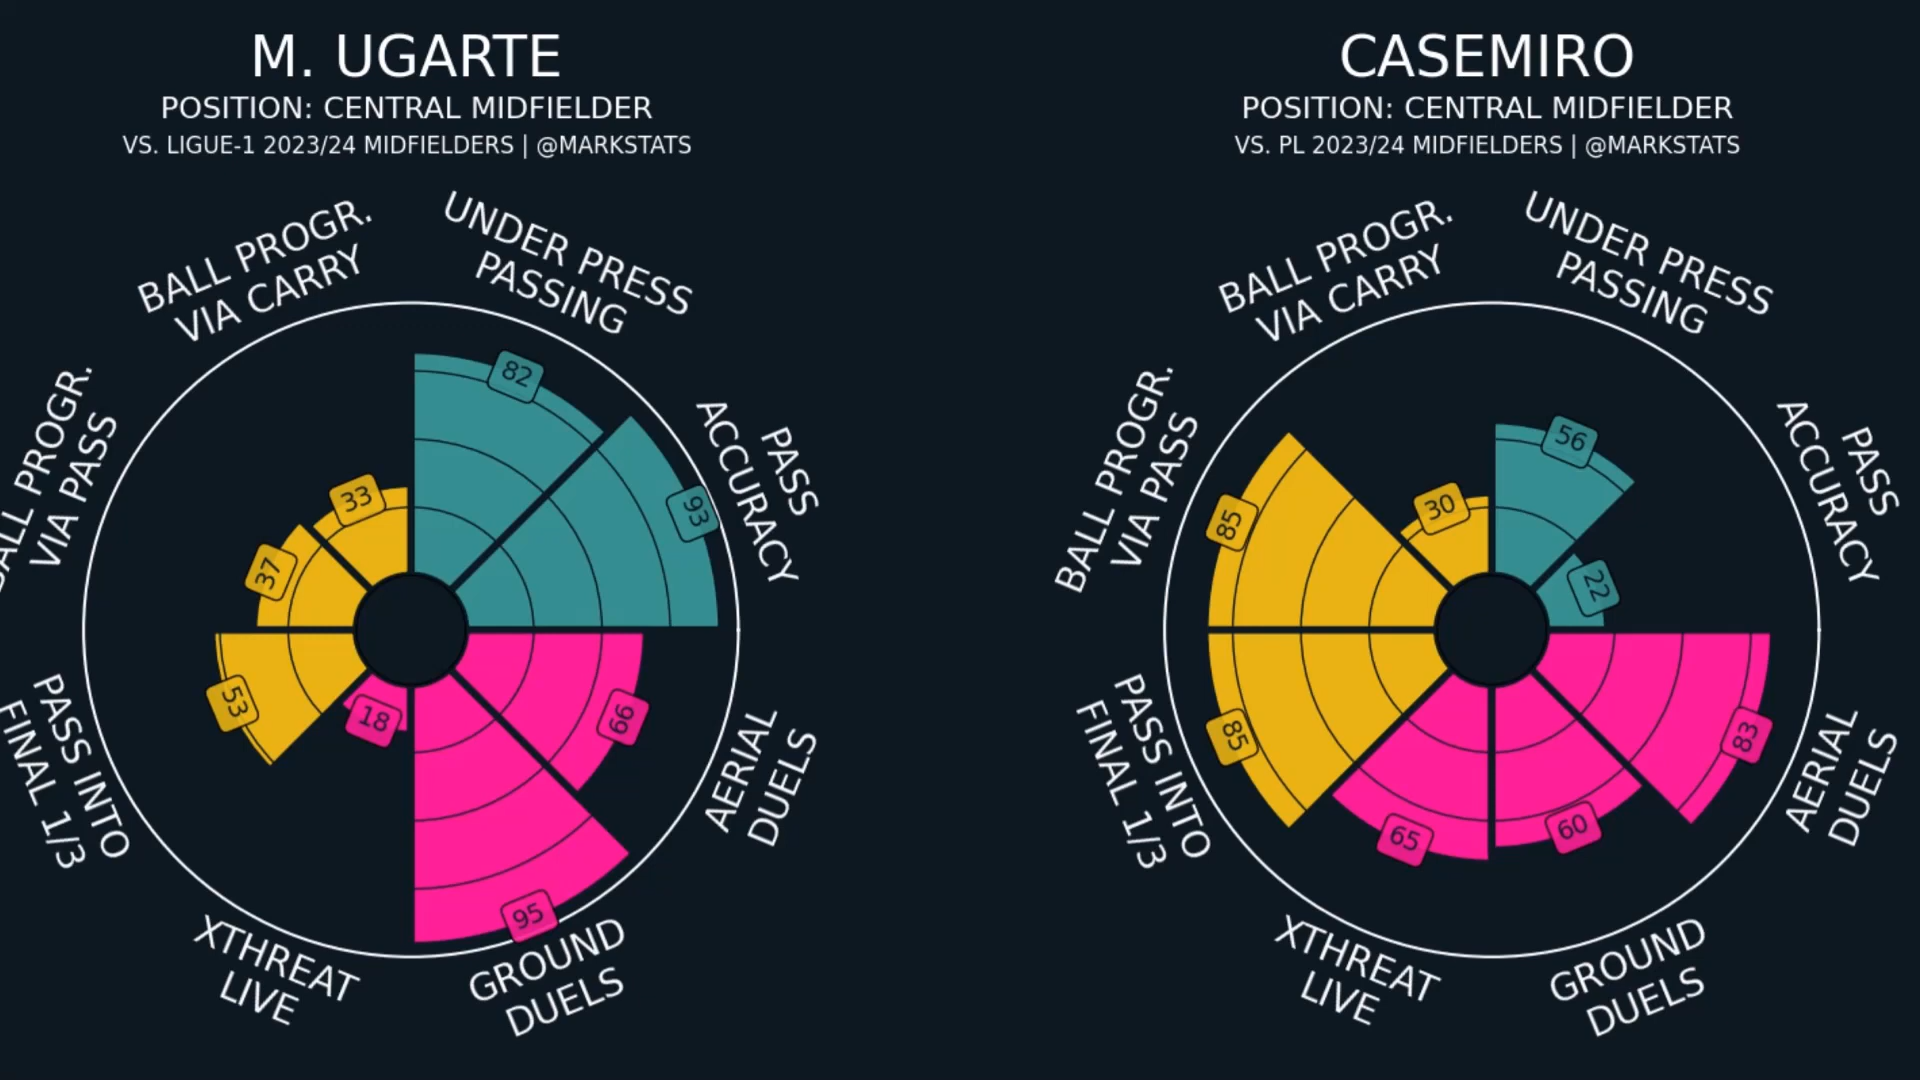 M. UGARTE
POSITION: CENTRAL MIDFIELDER
VS. LIGUE-1 2023/24 MIDFIELDERS | @MARKSTATS
BALL PROGR.
VIA CARRY
UNDER PRESS
PASSING
BALL PROGR.
VIA PASS
PASS
ACCURACY
82
93
33
37
53
18
66
95
PASS INTO
FINAL 1/3
AERIAL
DUELS
XTHREAT
LIVE
GROUND
DUELS
CASEMIRO
POSITION: CENTRAL MIDFIELDER
VS. PL 2023/24 MIDFIELDERS | @MARKSTATS
BALL PROGR.
VIA CARRY
UNDER PRESS
PASSING
BALL PROGR.
VIA PASS
PASS
ACCURACY
56
22
30
85
85
65
60
83
PASS INTO
FINAL 1/3
AERIAL
DUELS
XTHREAT
LIVE
GROUND
DUELS